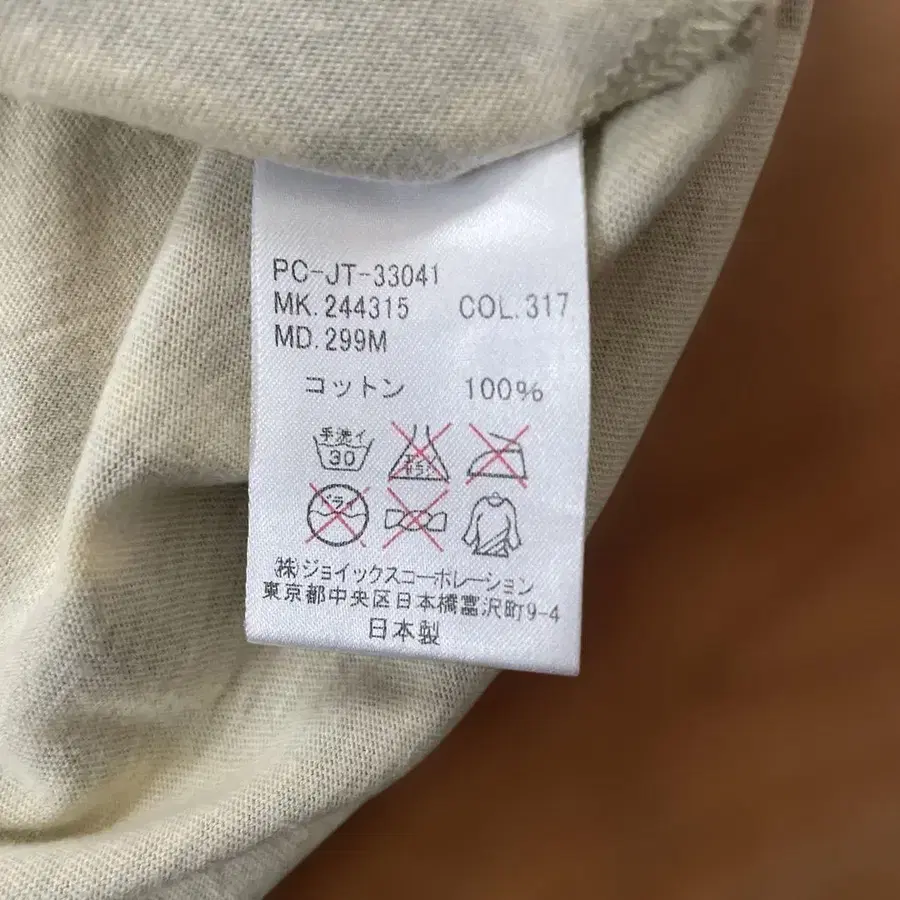 PC-JT-33041
MK.244315 COL.317
MD.299M
コットン 100%
手洗イ
30
ドライ
(株)ジョイックスコーポレーション
東京都中央区日本橋富沢町9-4
日本製